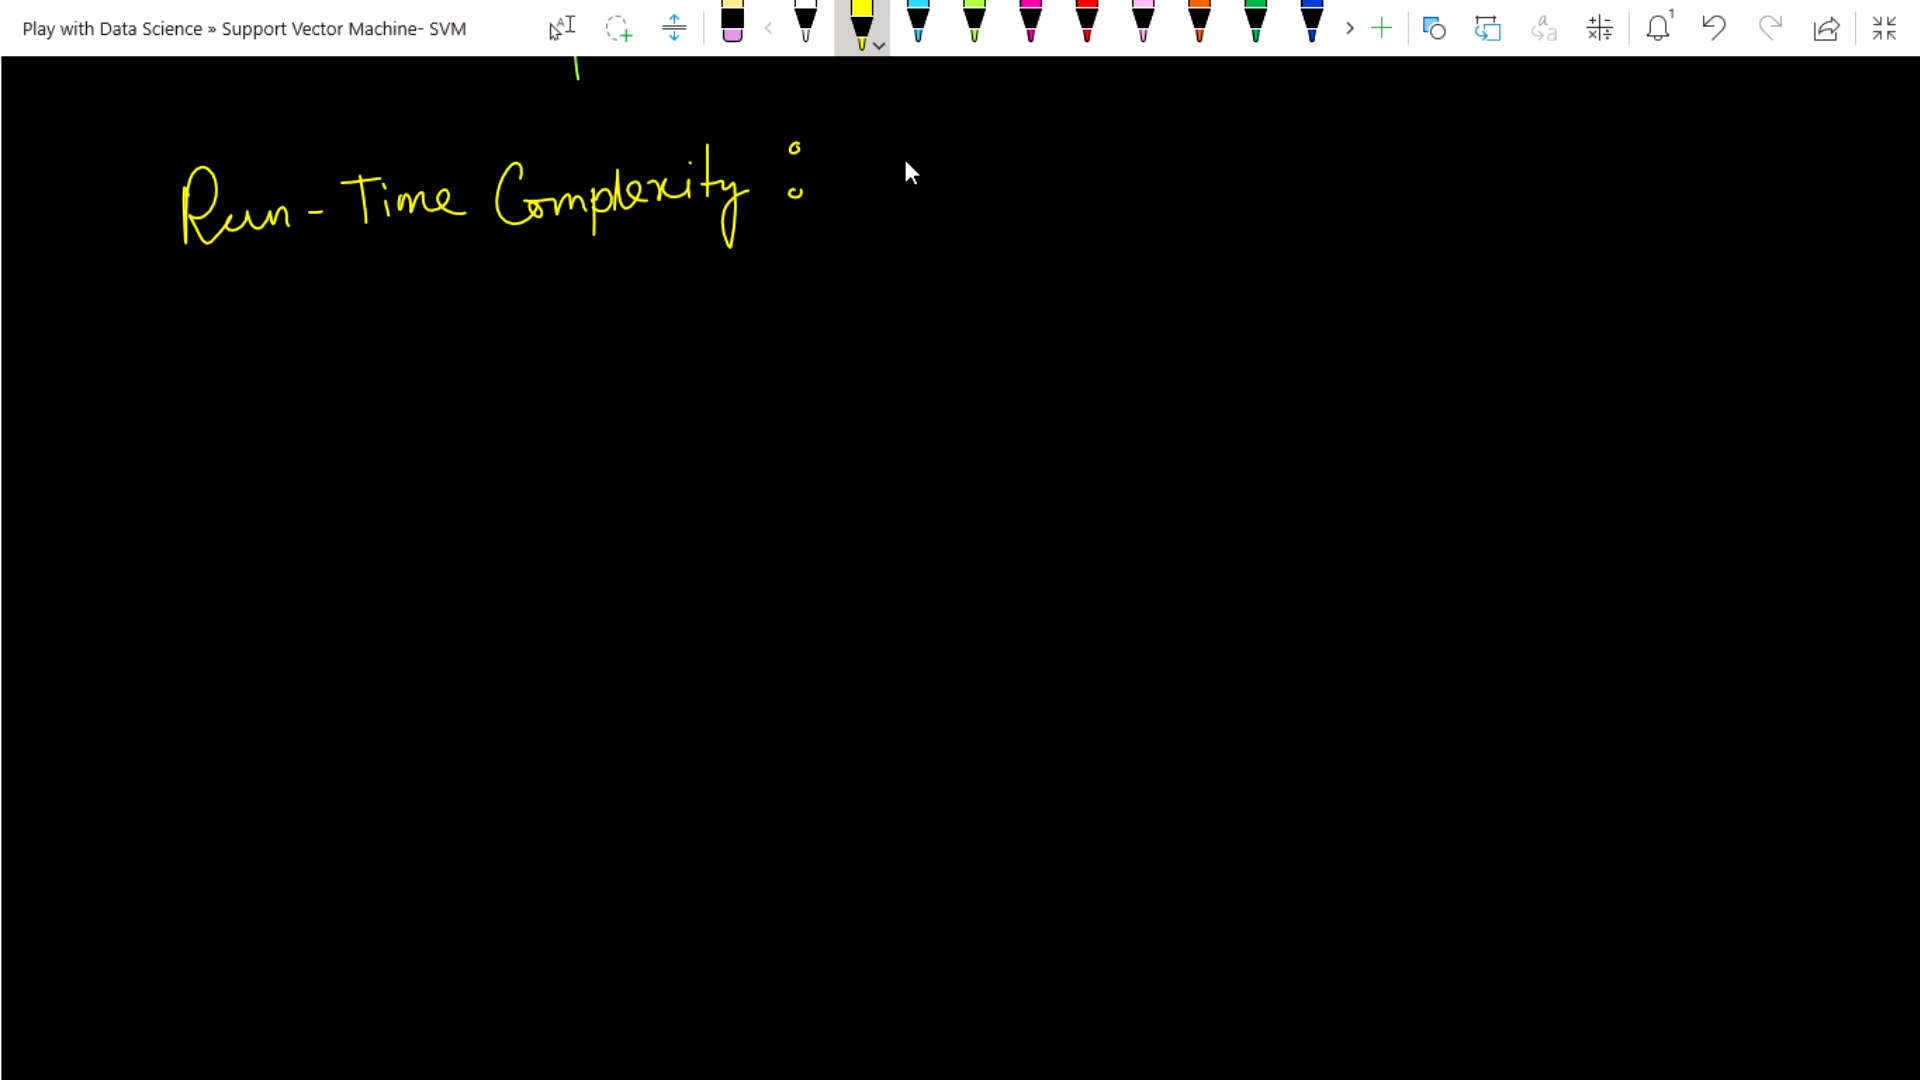 Play with Data Science » Support Vector Machine- SVM
Run - Time Complexity :